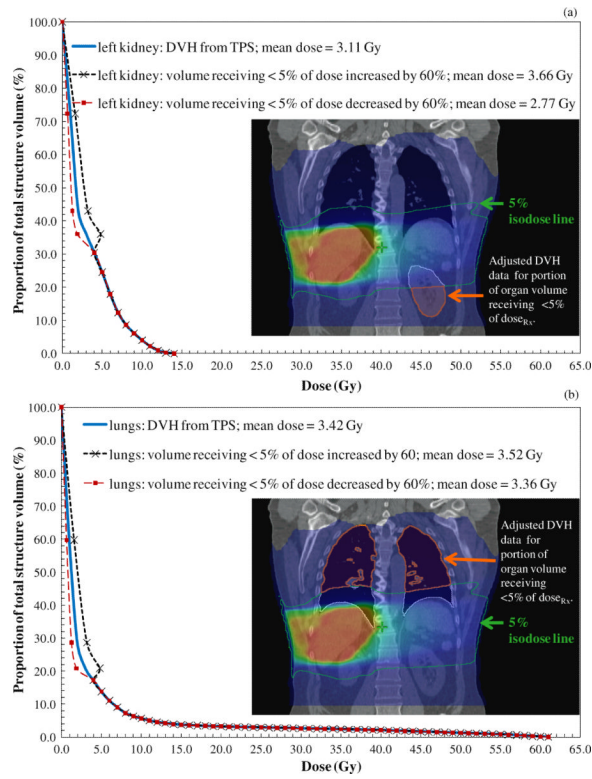 (a)
100.0
90.0
80.0
70.0
60.0
50.0
40.0
30.0
20.0
10.0
0.0
Proportion of total structure volume (%)
left kidney: DVH from TPS; mean dose = 3.11 Gy
left kidney: volume receiving < 5% of dose increased by 60%; mean dose = 3.66 Gy
left kidney: volume receiving < 5% of dose decreased by 60%; mean dose = 2.77 Gy
5%
isodose line
Adjusted DVH
data for portion
of organ volume
receiving <5%
of doseRx.
0.0 5.0 10.0 15.0 20.0 25.0 30.0 35.0 40.0 45.0 50.0 55.0 60.0 65.0
Dose (Gy)
(b)
100.0
90.0
80.0
70.0
60.0
50.0
40.0
30.0
20.0
10.0
0.0
Proportion of total structure volume (%)
lungs: DVH from TPS; mean dose = 3.42 Gy
lungs: volume receiving < 5% of dose increased by 60; mean dose = 3.52 Gy
lungs: volume receiving < 5% of dose decreased by 60%; mean dose = 3.36 Gy
Adjusted DVH
data for
portion of
organ volume
receiving
<5% of doseRx.
5%
isodose line
0.0 5.0 10.0 15.0 20.0 25.0 30.0 35.0 40.0 45.0 50.0 55.0 60.0 65.0
Dose (Gy)